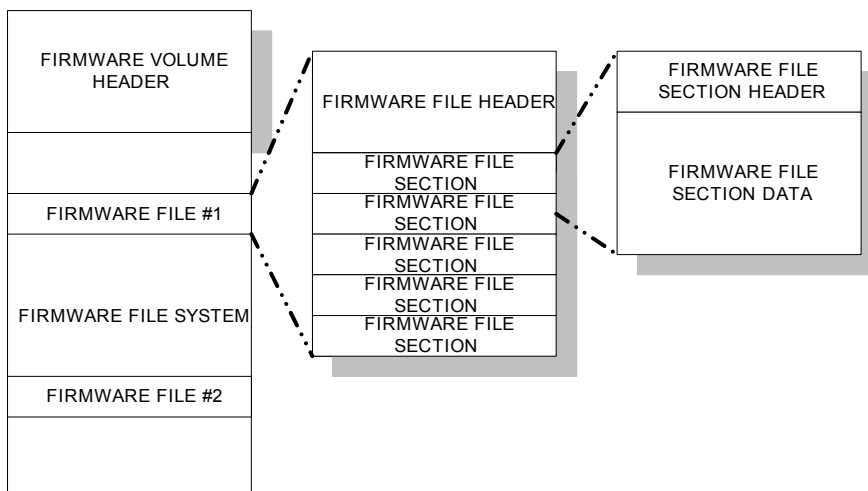 FIRMWARE VOLUME
HEADER
FIRMWARE FILE #1
FIRMWARE FILE SYSTEM
FIRMWARE FILE #2
FIRMWARE FILE HEADER
FIRMWARE FILE
SECTION
FIRMWARE FILE
SECTION
FIRMWARE FILE
SECTION
FIRMWARE FILE
SECTION
FIRMWARE FILE
SECTION
FIRMWARE FILE
SECTION HEADER
FIRMWARE FILE
SECTION DATA